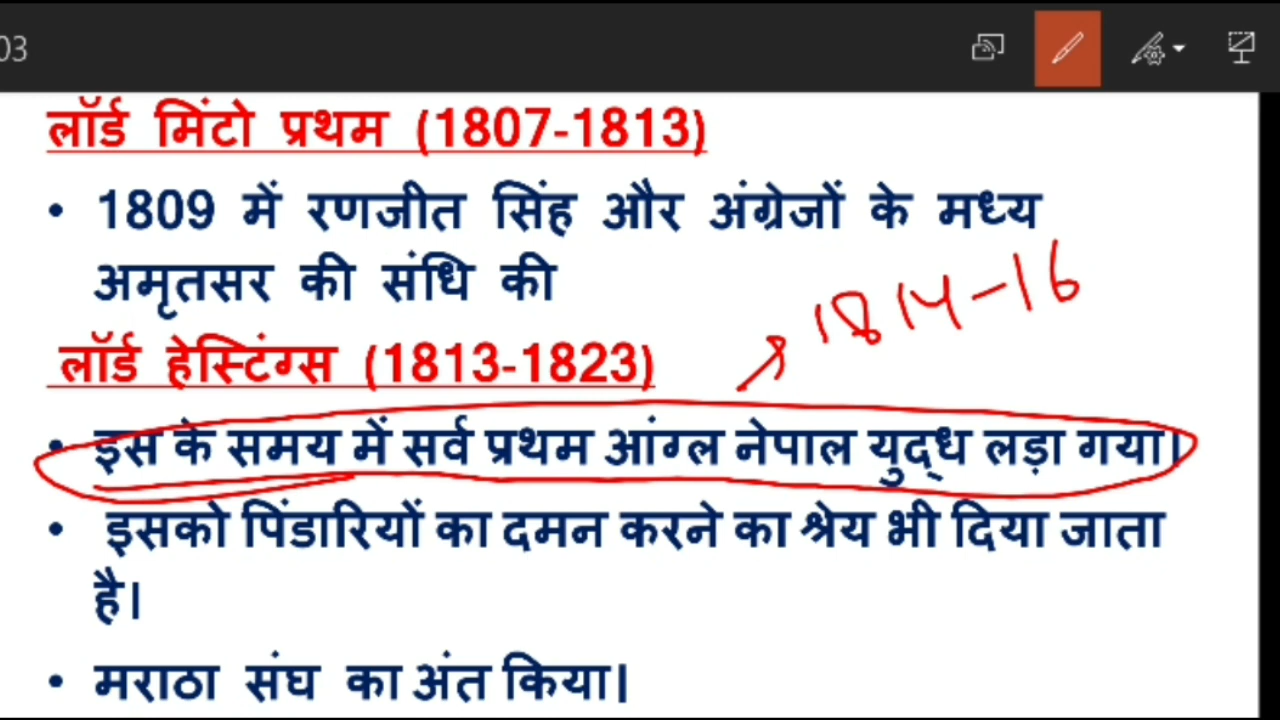 03
लॉर्ड मिंटो प्रथम (1807-1813)
• 1809 में रणजीत सिंह और अंग्रेजों के मध्य
अमृतसर की संधि की
1814-16
लॉर्ड हेस्टिंग्स (1813-1823)
• इस के समय में सर्व प्रथम आंग्ल नेपाल युद्ध लड़ा गया।
• इसको पिंडारियों का दमन करने का श्रेय भी दिया जाता
है।
• मराठा संघ का अंत किया।